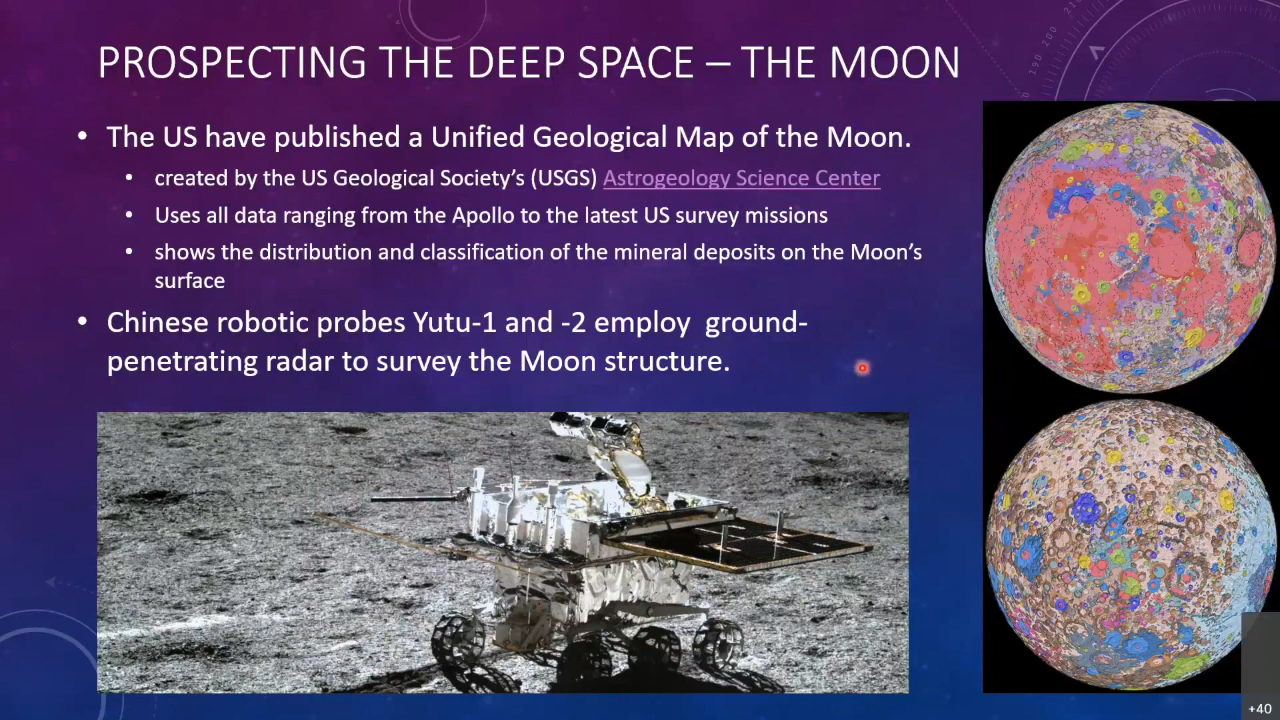 PROSPECTING THE DEEP SPACE – THE MOON
• The US have published a Unified Geological Map of the Moon.
• created by the US Geological Society's (USGS) Astrogeology Science Center
• Uses all data ranging from the Apollo to the latest US survey missions
• shows the distribution and classification of the mineral deposits on the Moon's
surface
• Chinese robotic probes Yutu-1 and -2 employ ground-
penetrating radar to survey the Moon structure.
190 200
+40